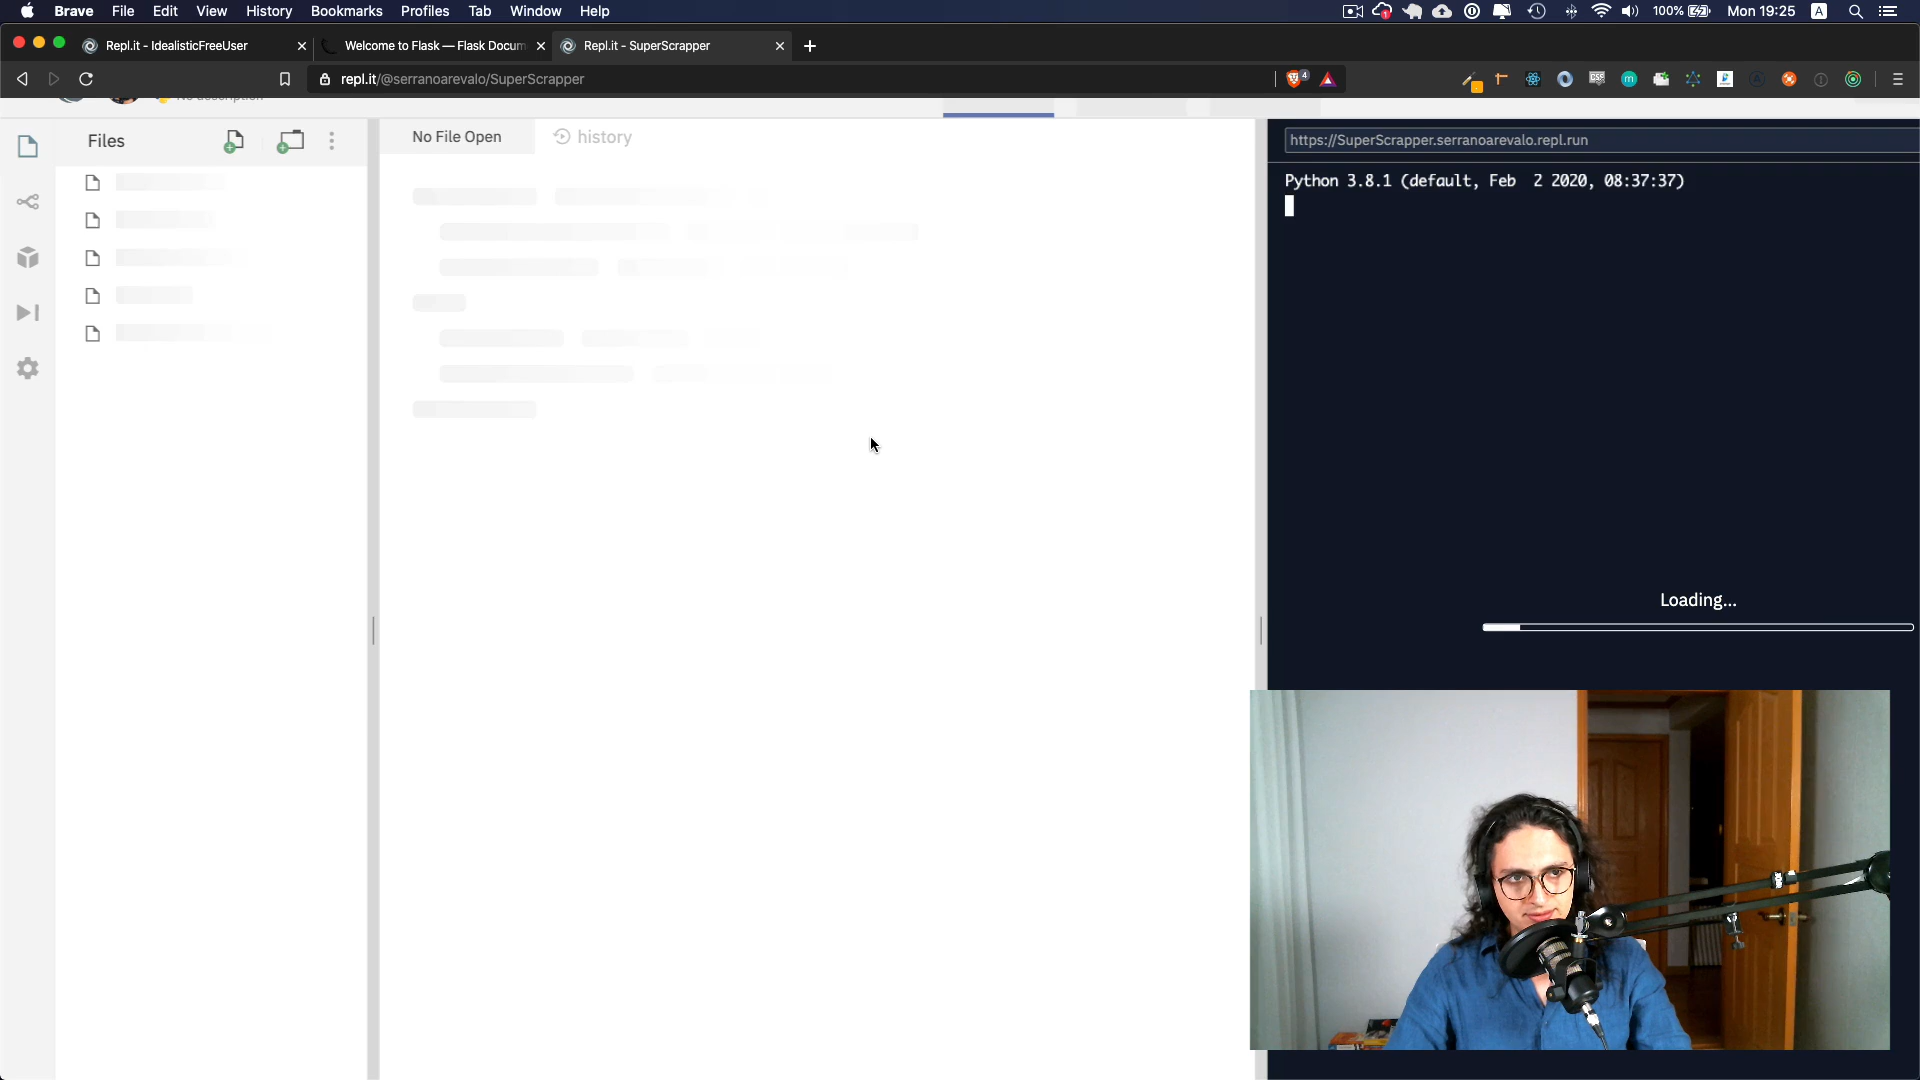 Brave File Edit View History Bookmarks Profiles Tab Window Help 100% Mon 19:25 A
Repl.it - IdealisticFreeUser Welcome to Flask — Flask Docum Repl.it - SuperScrapper
repl.it/@serranoarevalo/SuperScrapper 4
Files
No File Open history
https://SuperScrapper.serranoarevalo.repl.run
Python 3.8.1 (default, Feb 2 2020, 08:37:37)
Loading...